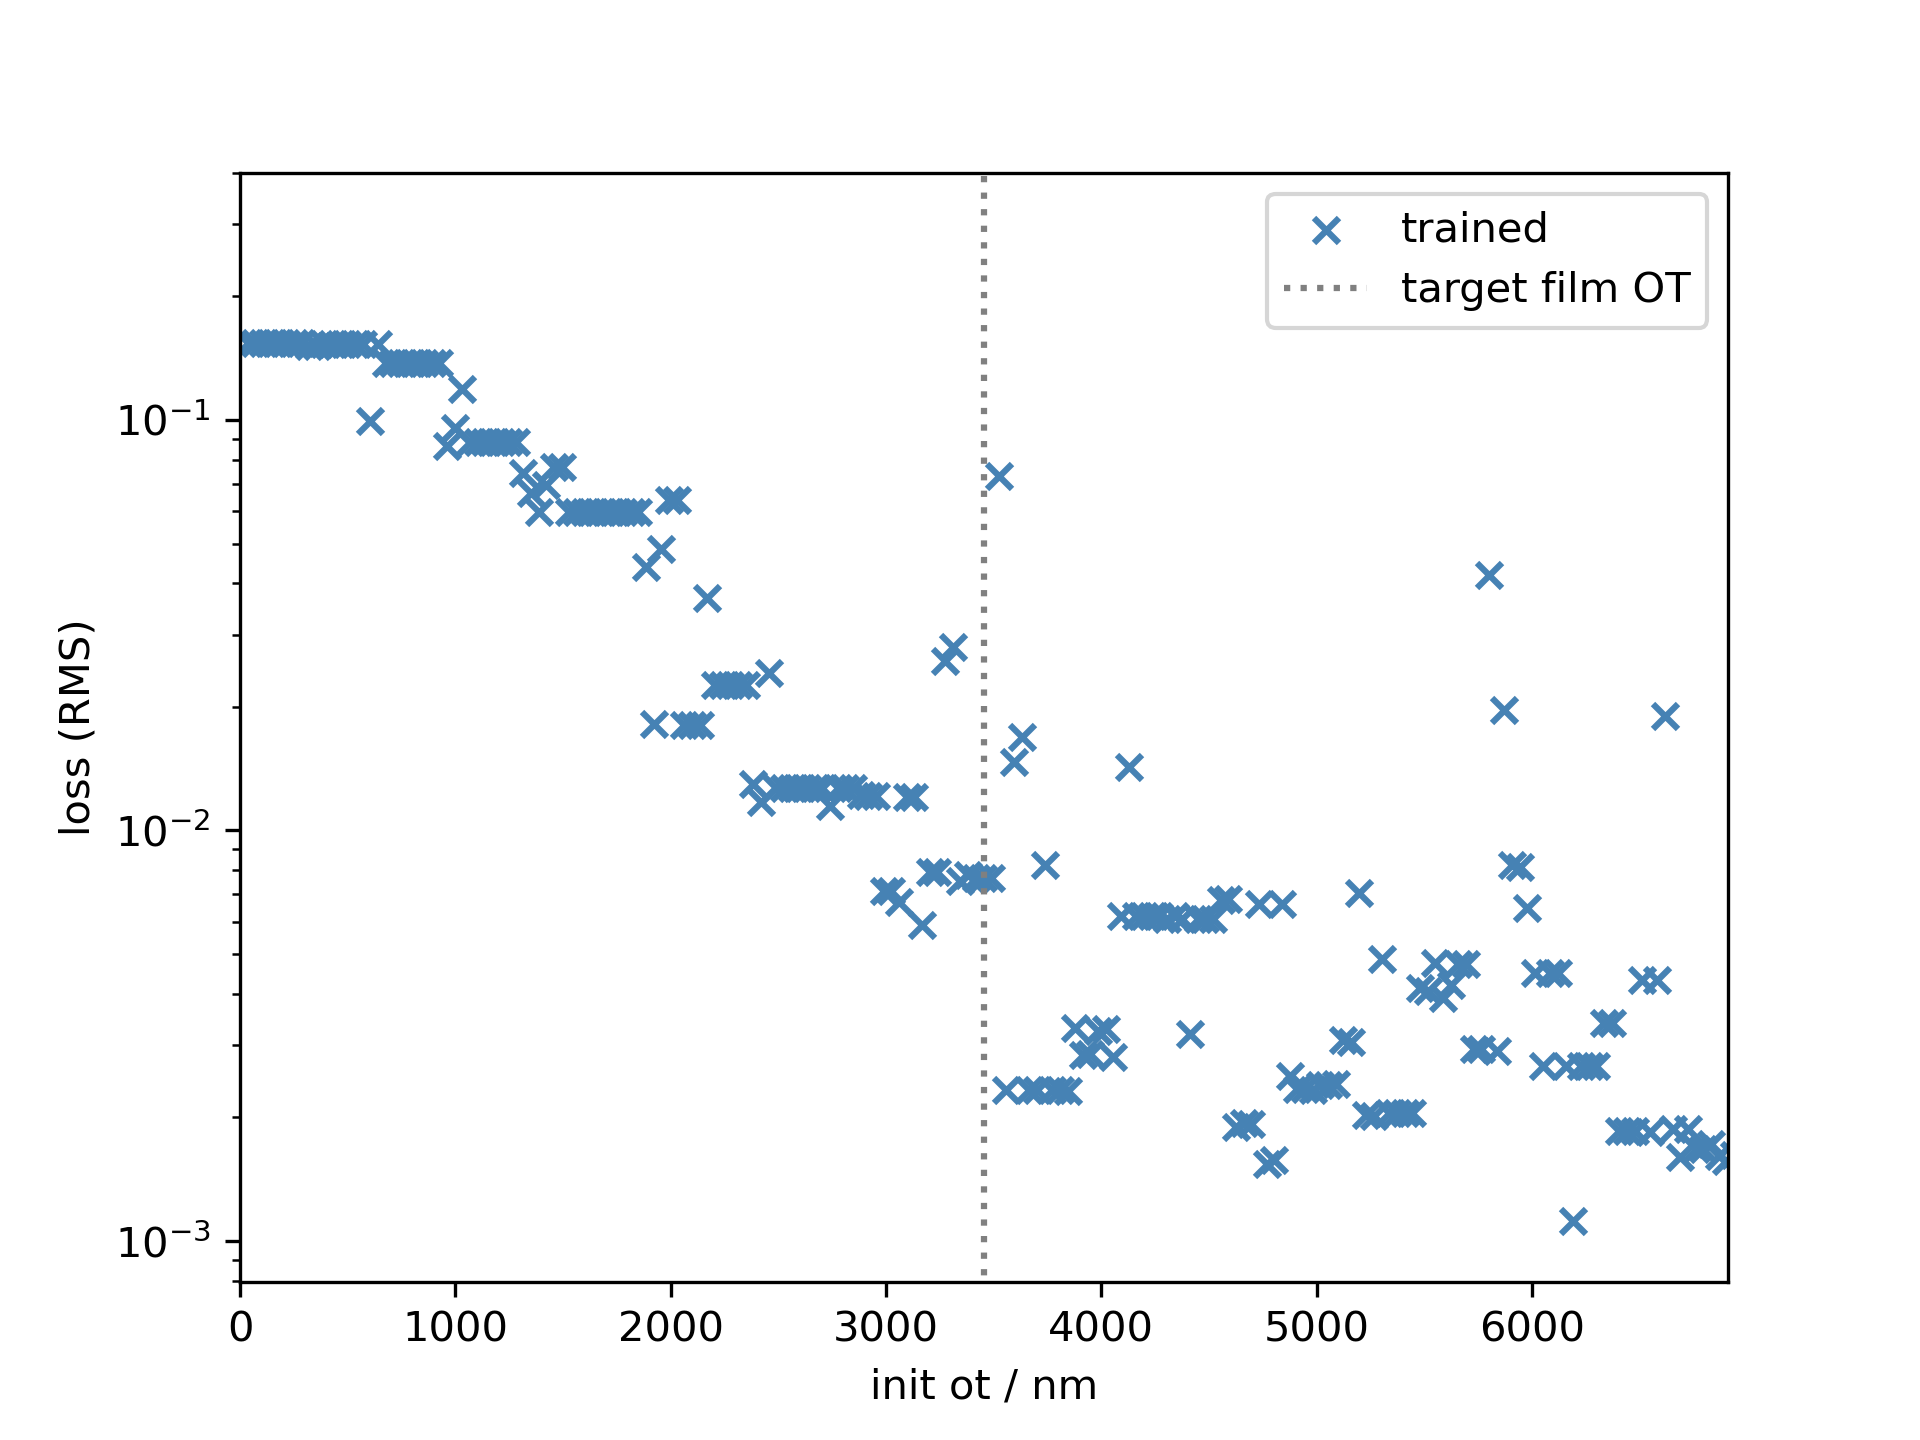 trained
target film OT
10⁻¹
10⁻²
10⁻³
loss (RMS)
0 1000 2000 3000 4000 5000 6000
init ot / nm